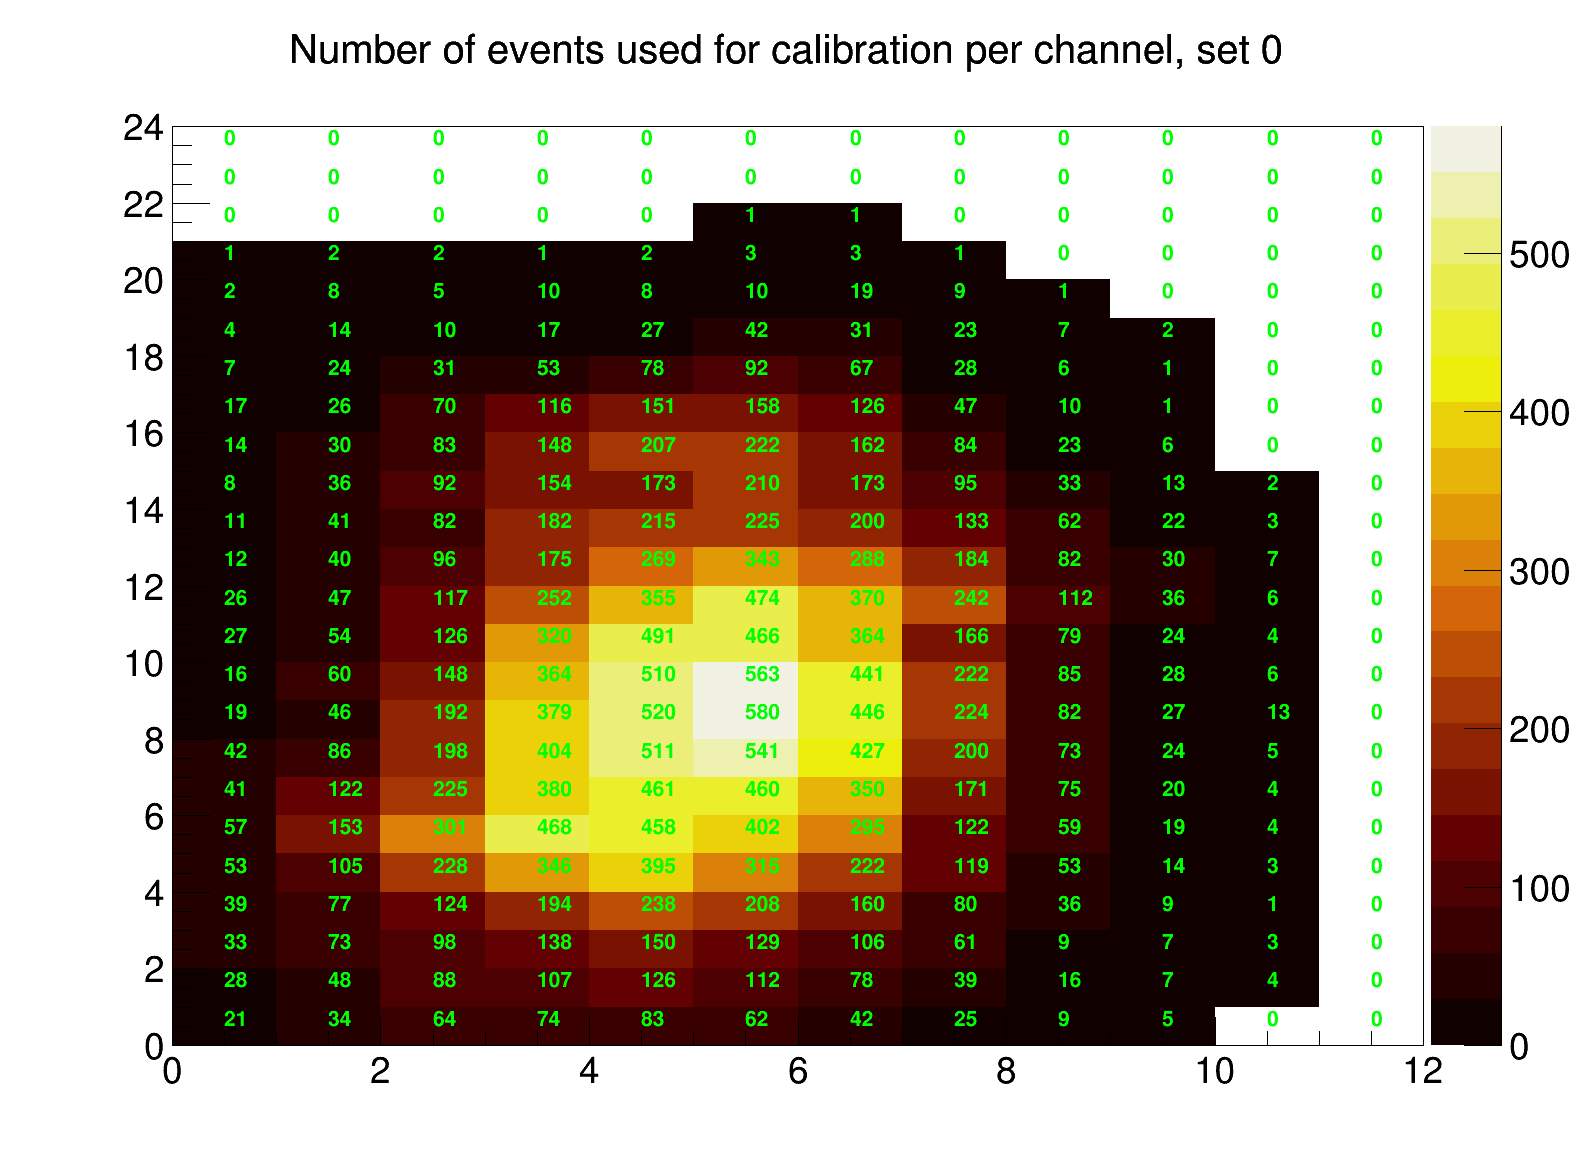 Number of events used for calibration per channel, set 0
24 0 0 0 0 0 0 0 0 0 0 0 0
0 0 0 0 0 0 0 0 0 0 0 0
22 0 0 0 0 0 1 1 0 0 0 0 0
1 2 2 1 2 3 3 1 0 0 0 0 500
20 2 8 5 10 8 10 19 9 1 0 0 0
4 14 10 17 27 42 31 23 7 2 0 0
18 7 24 31 53 78 92 67 28 6 1 0 0
17 26 70 116 151 158 126 47 10 1 0 0 400
16 14 30 83 148 207 222 162 84 23 6 0 0
8 36 92 154 173 210 173 95 33 13 2 0
14 11 41 82 182 215 225 200 133 62 22 3 0
12 40 96 175 269 343 288 184 82 30 7 0 300
12 26 47 117 252 355 474 370 242 112 36 6 0
27 54 126 320 491 466 364 166 79 24 4 0
10 16 60 148 364 510 563 441 222 85 28 6 0
19 46 192 379 520 580 446 224 82 27 13 0 200
8 42 86 198 404 511 541 427 200 73 24 5 0
41 122 225 380 461 460 350 171 75 20 4 0
6 57 153 301 468 458 402 295 122 59 19 4 0
53 105 228 346 395 315 222 119 53 14 3 0 100
4 39 77 124 194 238 208 160 80 36 9 1 0
33 73 98 138 150 129 106 61 9 7 3 0
2 28 48 88 107 126 112 78 39 16 7 4 0
21 34 64 74 83 62 42 25 9 5 0 0
0 0
0 2 4 6 8 10 12